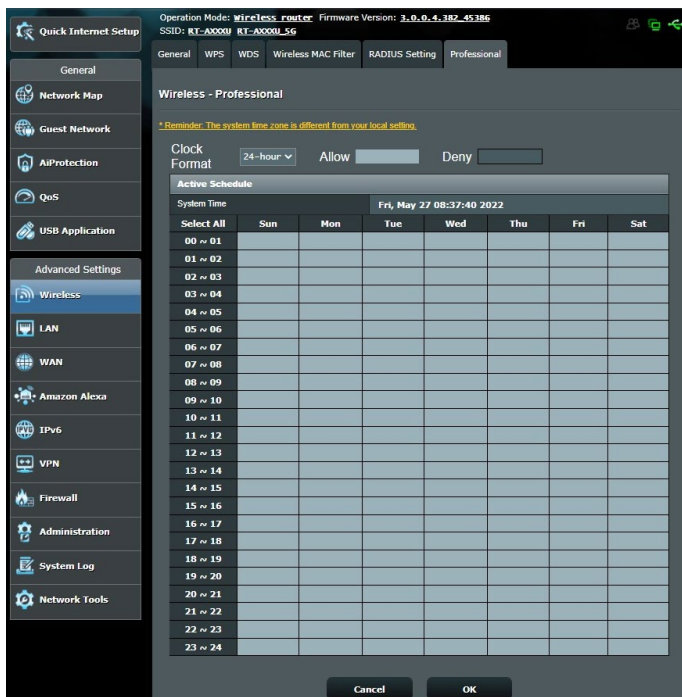 Quick Internet Setup
Operation Mode: Wireless router Firmware Version: 3.0.0.4.382_45386
SSID: RT-AXXXU RT-AXXXU_5G
General WPS WDS Wireless MAC Filter RADIUS Setting Professional
General
Network Map
Guest Network
AiProtection
QoS
USB Application
Advanced Settings
Wireless
LAN
WAN
Amazon Alexa
IPv6
VPN
Firewall
Administration
System Log
Network Tools
Wireless - Professional
* Reminder: The system time zone is different from your local setting.
Clock Format 24-hour Allow Deny
Active Schedule
System Time Fri, May 27 08:37:40 2022
Select All Sun Mon Tue Wed Thu Fri Sat
00 ~ 01
01 ~ 02
02 ~ 03
03 ~ 04
04 ~ 05
05 ~ 06
06 ~ 07
07 ~ 08
08 ~ 09
09 ~ 10
10 ~ 11
11 ~ 12
12 ~ 13
13 ~ 14
14 ~ 15
15 ~ 16
16 ~ 17
17 ~ 18
18 ~ 19
19 ~ 20
20 ~ 21
21 ~ 22
22 ~ 23
23 ~ 24
Cancel OK